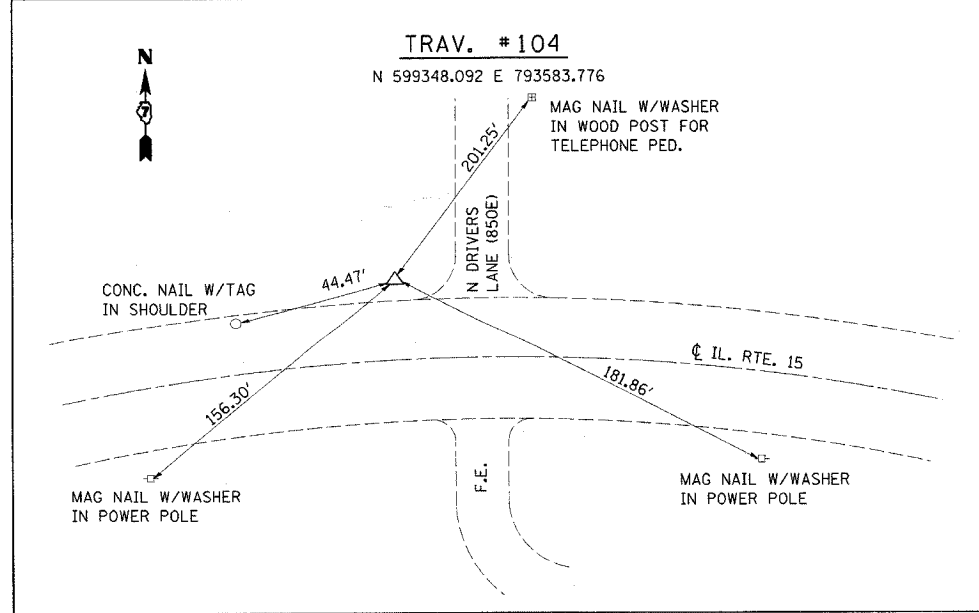 TRAV. #104
N 599348.092 E 793583.776
N
7
MAG NAIL W/WASHER
IN WOOD POST FOR
TELEPHONE PED.
201.25'
N DRIVERS
LANE (850E)
CONC. NAIL W/TAG
IN SHOULDER
44.47'
℄ IL. RTE. 15
156.30'
181.86'
MAG NAIL W/WASHER
IN POWER POLE
F.E.
MAG NAIL W/WASHER
IN POWER POLE